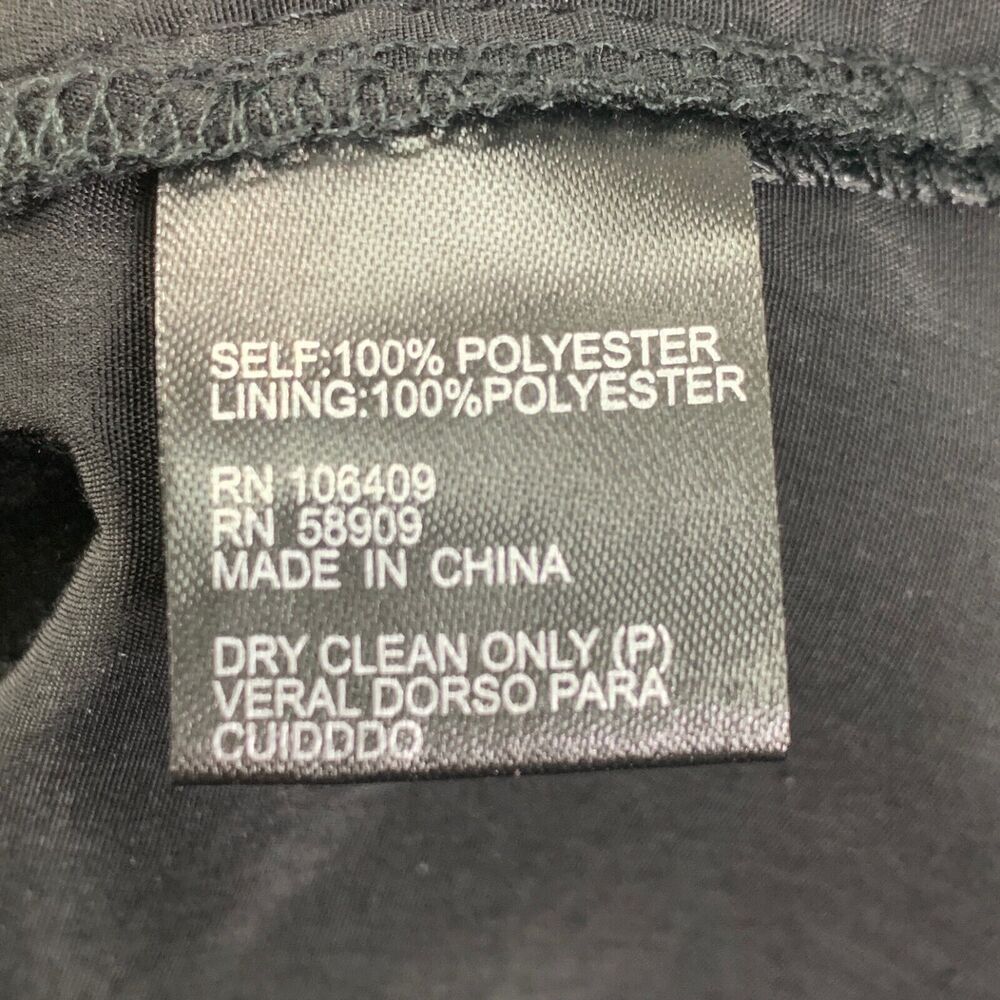 SELF:100% POLYESTER
LINING:100%POLYESTER
RN 106409
RN 58909
MADE IN CHINA
DRY CLEAN ONLY (P)
VERAL DORSO PARA
CUIDDDO